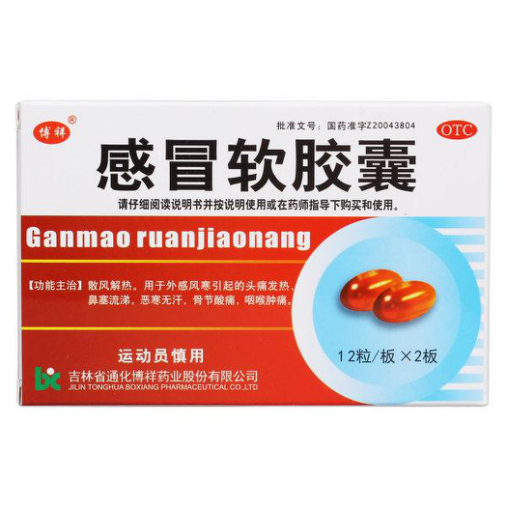 博祥®
批准文号：国药准字Z20043804
OTC
感冒软胶囊
请仔细阅读说明书并按说明使用或在药师指导下购买和使用。
Ganmao ruanjiaonang
【功能主治】散风解热。用于外感风寒引起的头痛发热，
鼻塞流涕，恶寒无汗，骨节酸痛，咽喉肿痛。
12粒/板×2板
运动员慎用
bx
吉林省通化博祥药业股份有限公司
JILIN TONGHUA BOXIANG PHARMACEUTICAL CO.,LTD